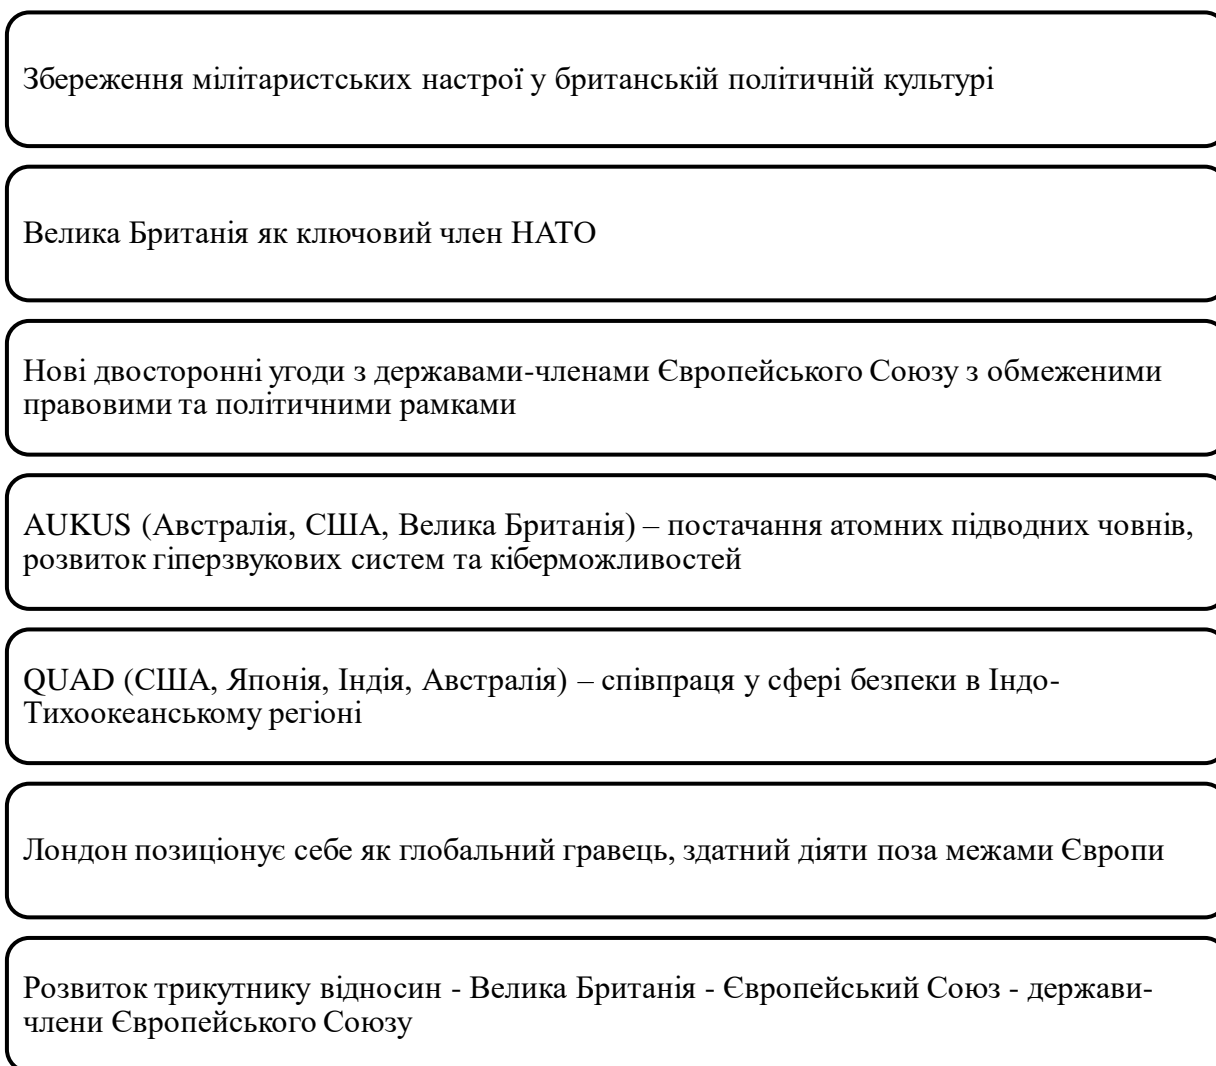 Збереження мілітаристських настрої у британській політичній культурі
Велика Британія як ключовий член НАТО
Нові двосторонні угоди з державами-членами Європейського Союзу з обмеженими
правовими та політичними рамками
AUKUS (Австралія, США, Велика Британія) – постачання атомних підводних човнів,
розвиток гіперзвукових систем та кіберможливостей
QUAD (США, Японія, Індія, Австралія) – співпраця у сфері безпеки в Індо-
Тихоокеанському регіоні
Лондон позиціонує себе як глобальний гравець, здатний діяти поза межами Європи
Розвиток трикутнику відносин - Велика Британія - Європейський Союз - держави-
члени Європейського Союзу